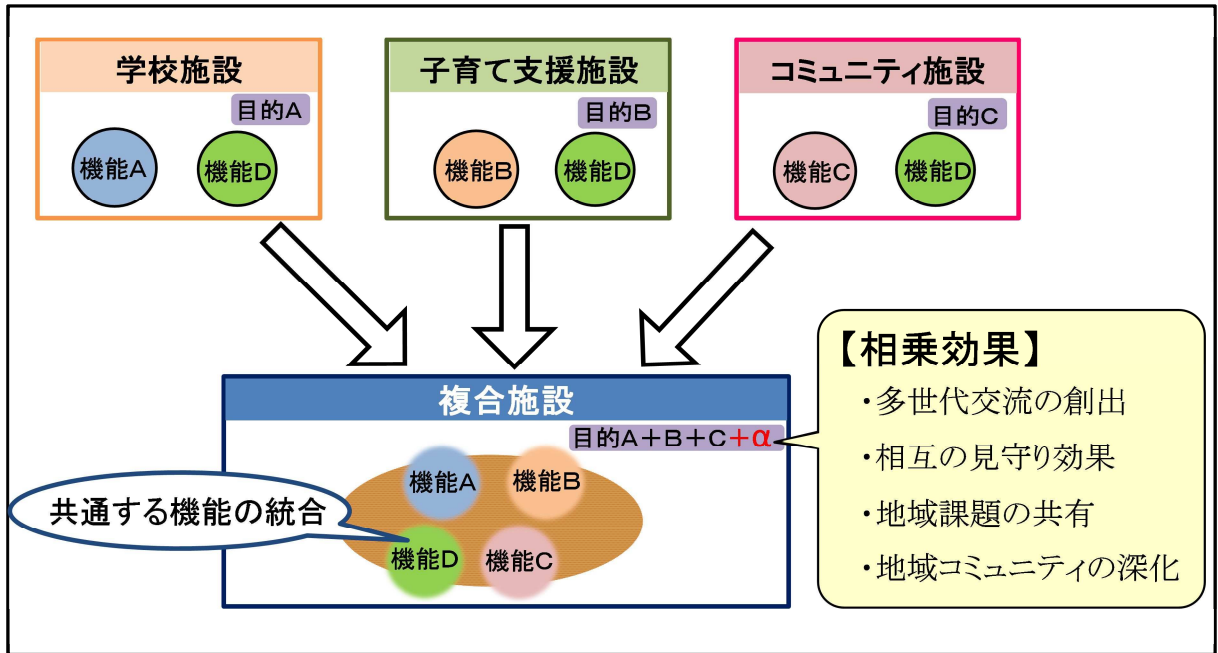 学校施設
目的A
機能A
機能D
子育て支援施設
目的B
機能B
機能D
コミュニティ施設
目的C
機能C
機能D
複合施設
目的A+B+C+α
機能A
機能B
機能D
機能C
共通する機能の統合
【相乗効果】
・多世代交流の創出
・相互の見守り効果
・地域課題の共有
・地域コミュニティの深化